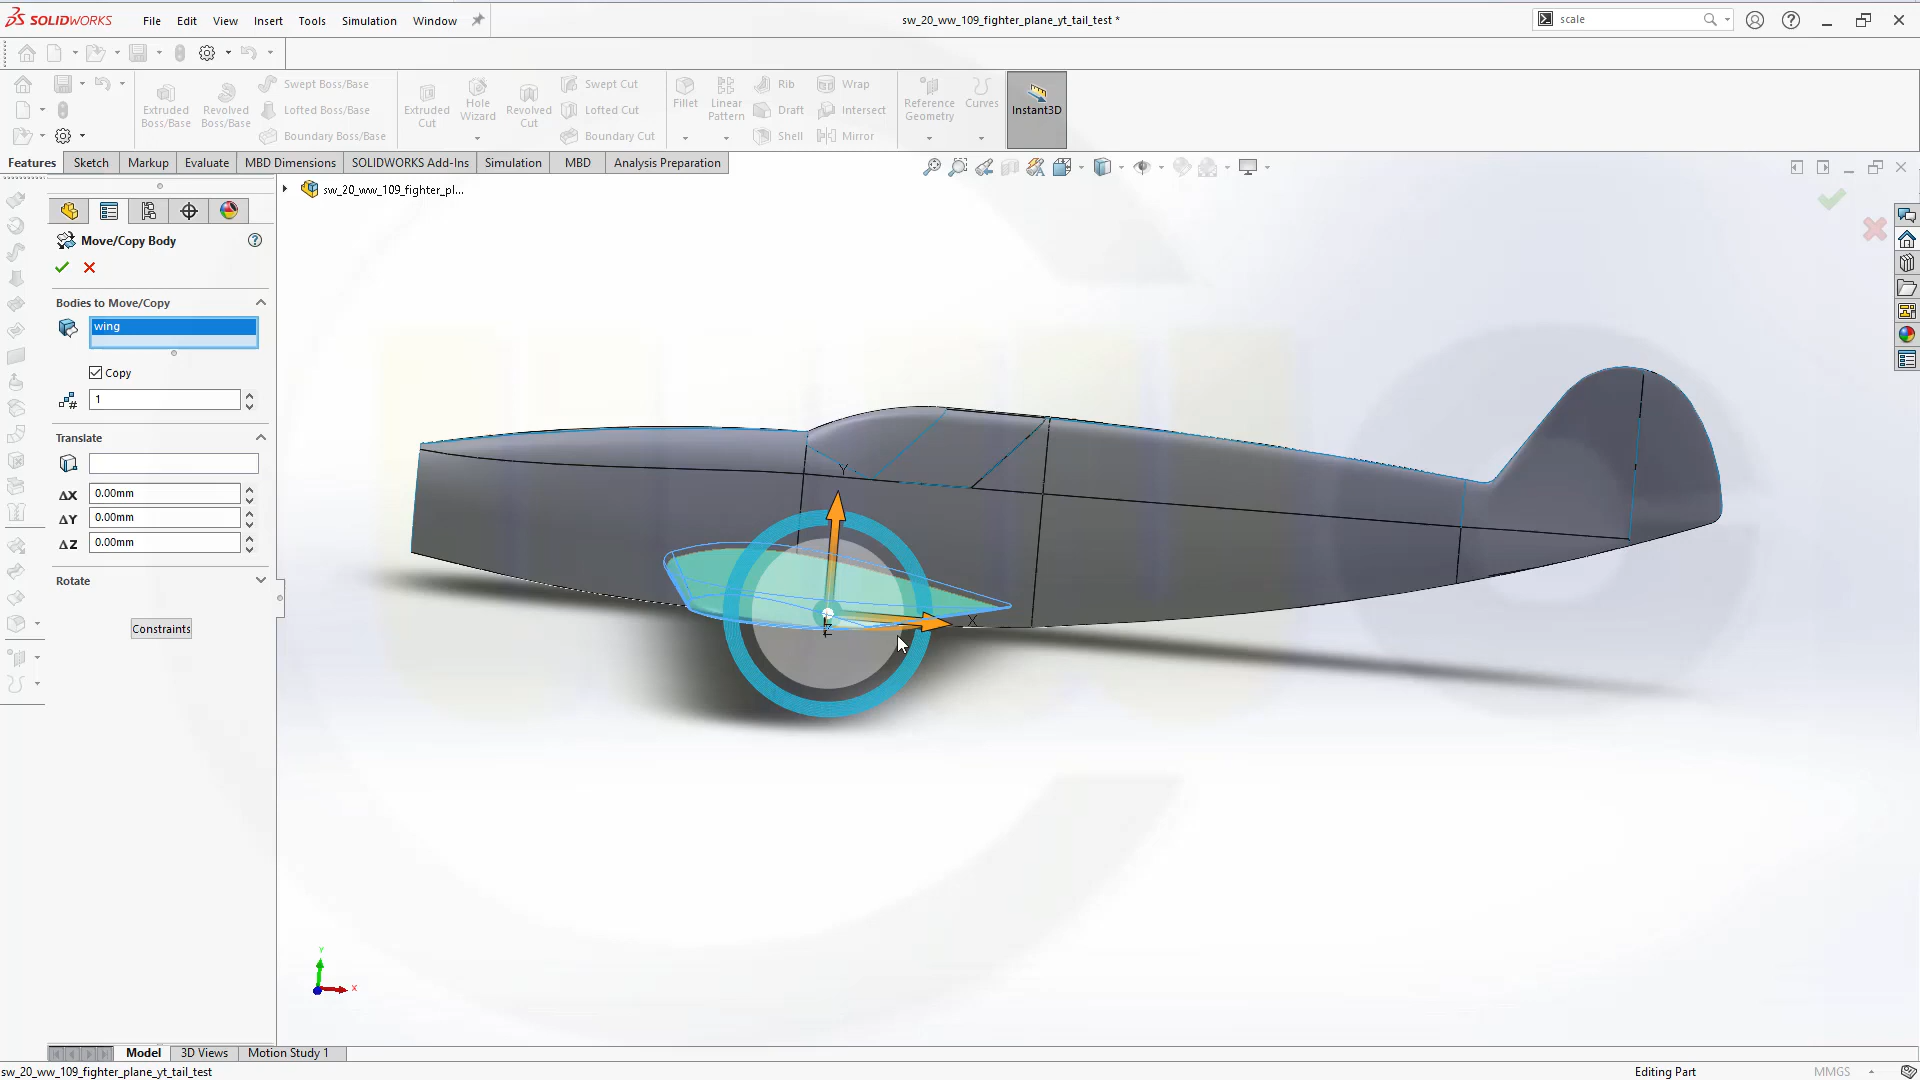 SOLIDWORKS File Edit View Insert Tools Simulation Window sw_20_ww_109_fighter_plane_yt_tail_test * scale
Extruded Boss/Base
Revolved Boss/Base
Swept Boss/Base
Lofted Boss/Base
Boundary Boss/Base
Extruded Cut
Hole Wizard
Revolved Cut
Swept Cut
Lofted Cut
Boundary Cut
Fillet
Linear Pattern
Rib
Draft
Shell
Wrap
Intersect
Mirror
Reference Geometry
Curves
Instant3D
Features Sketch Markup Evaluate MBD Dimensions SOLIDWORKS Add-Ins Simulation MBD Analysis Preparation
sw_20_ww_109_fighter_pl...
Move/Copy Body
Bodies to Move/Copy
wing
Copy
1
Translate
ΔX 0.00mm
ΔY 0.00mm
ΔZ 0.00mm
Rotate
Constraints
Y
X
Z
Y
X
Model 3D Views Motion Study 1
sw_20_ww_109_fighter_plane_yt_tail_test Editing Part MMGS